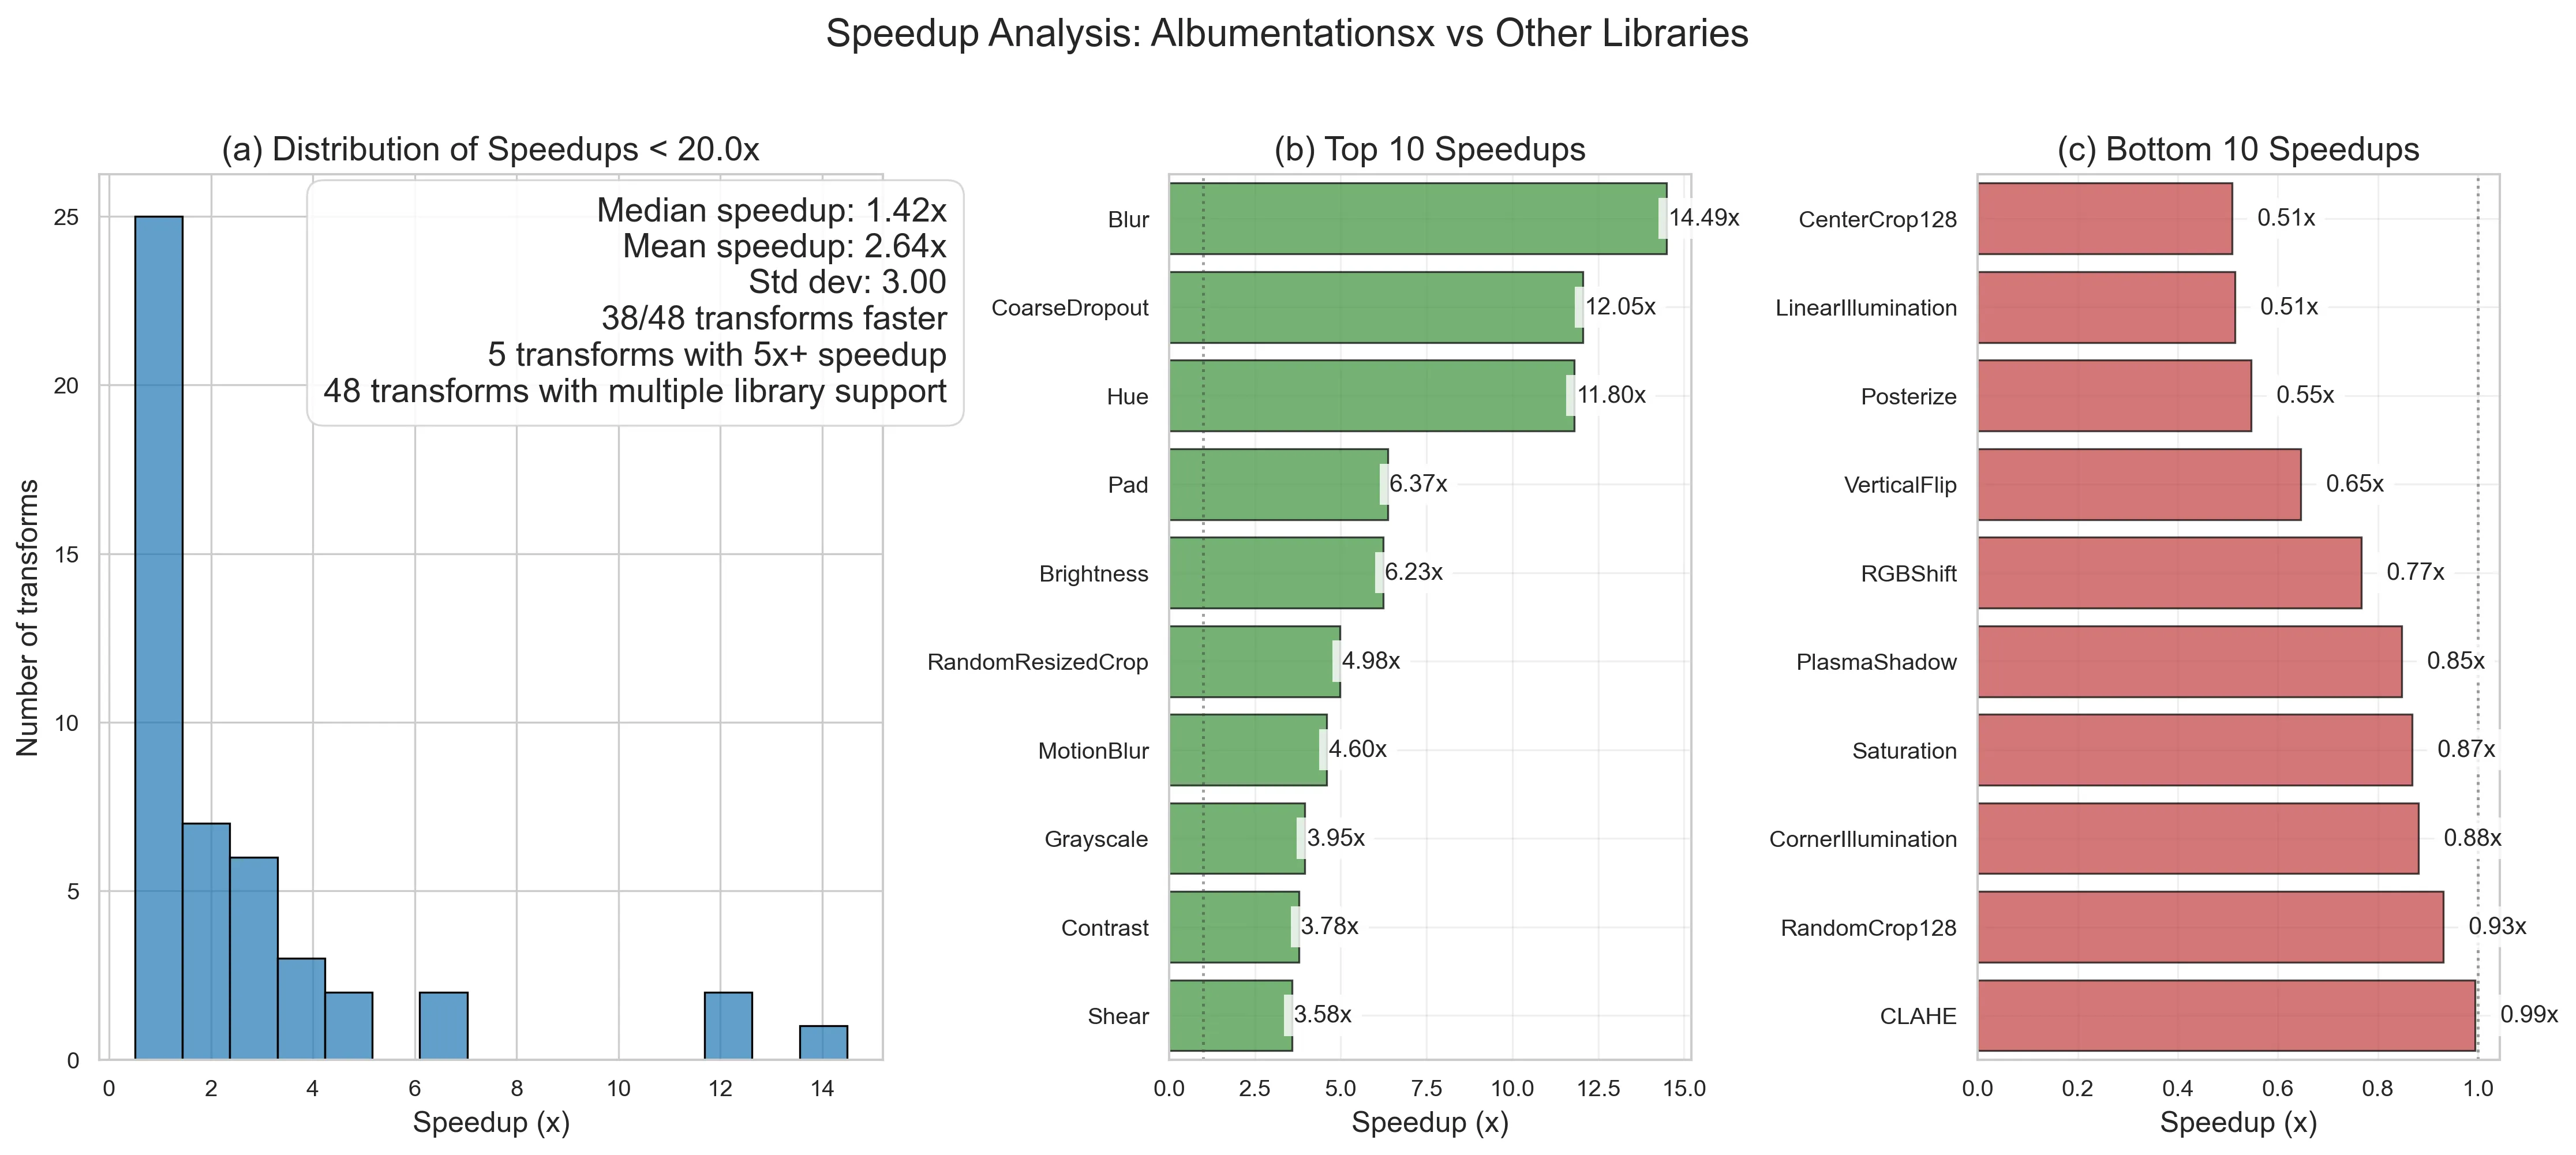 Speedup Analysis: Albumentationsx vs Other Libraries
(a) Distribution of Speedups < 20.0x
Median speedup: 1.42x
Mean speedup: 2.64x
Std dev: 3.00
38/48 transforms faster
5 transforms with 5x+ speedup
48 transforms with multiple library support
Number of transforms
25
20
15
10
5
0
0 2 4 6 8 10 12 14
Speedup (x)
(b) Top 10 Speedups
Blur 14.49x
CoarseDropout 12.05x
Hue 11.80x
Pad 6.37x
Brightness 6.23x
RandomResizedCrop 4.98x
MotionBlur 4.60x
Grayscale 3.95x
Contrast 3.78x
Shear 3.58x
0.0 2.5 5.0 7.5 10.0 12.5 15.0
Speedup (x)
(c) Bottom 10 Speedups
CenterCrop128 0.51x
LinearIllumination 0.51x
Posterize 0.55x
VerticalFlip 0.65x
RGBShift 0.77x
PlasmaShadow 0.85x
Saturation 0.87x
CornerIllumination 0.88x
RandomCrop128 0.93x
CLAHE 0.99x
0.0 0.2 0.4 0.6 0.8 1.0
Speedup (x)